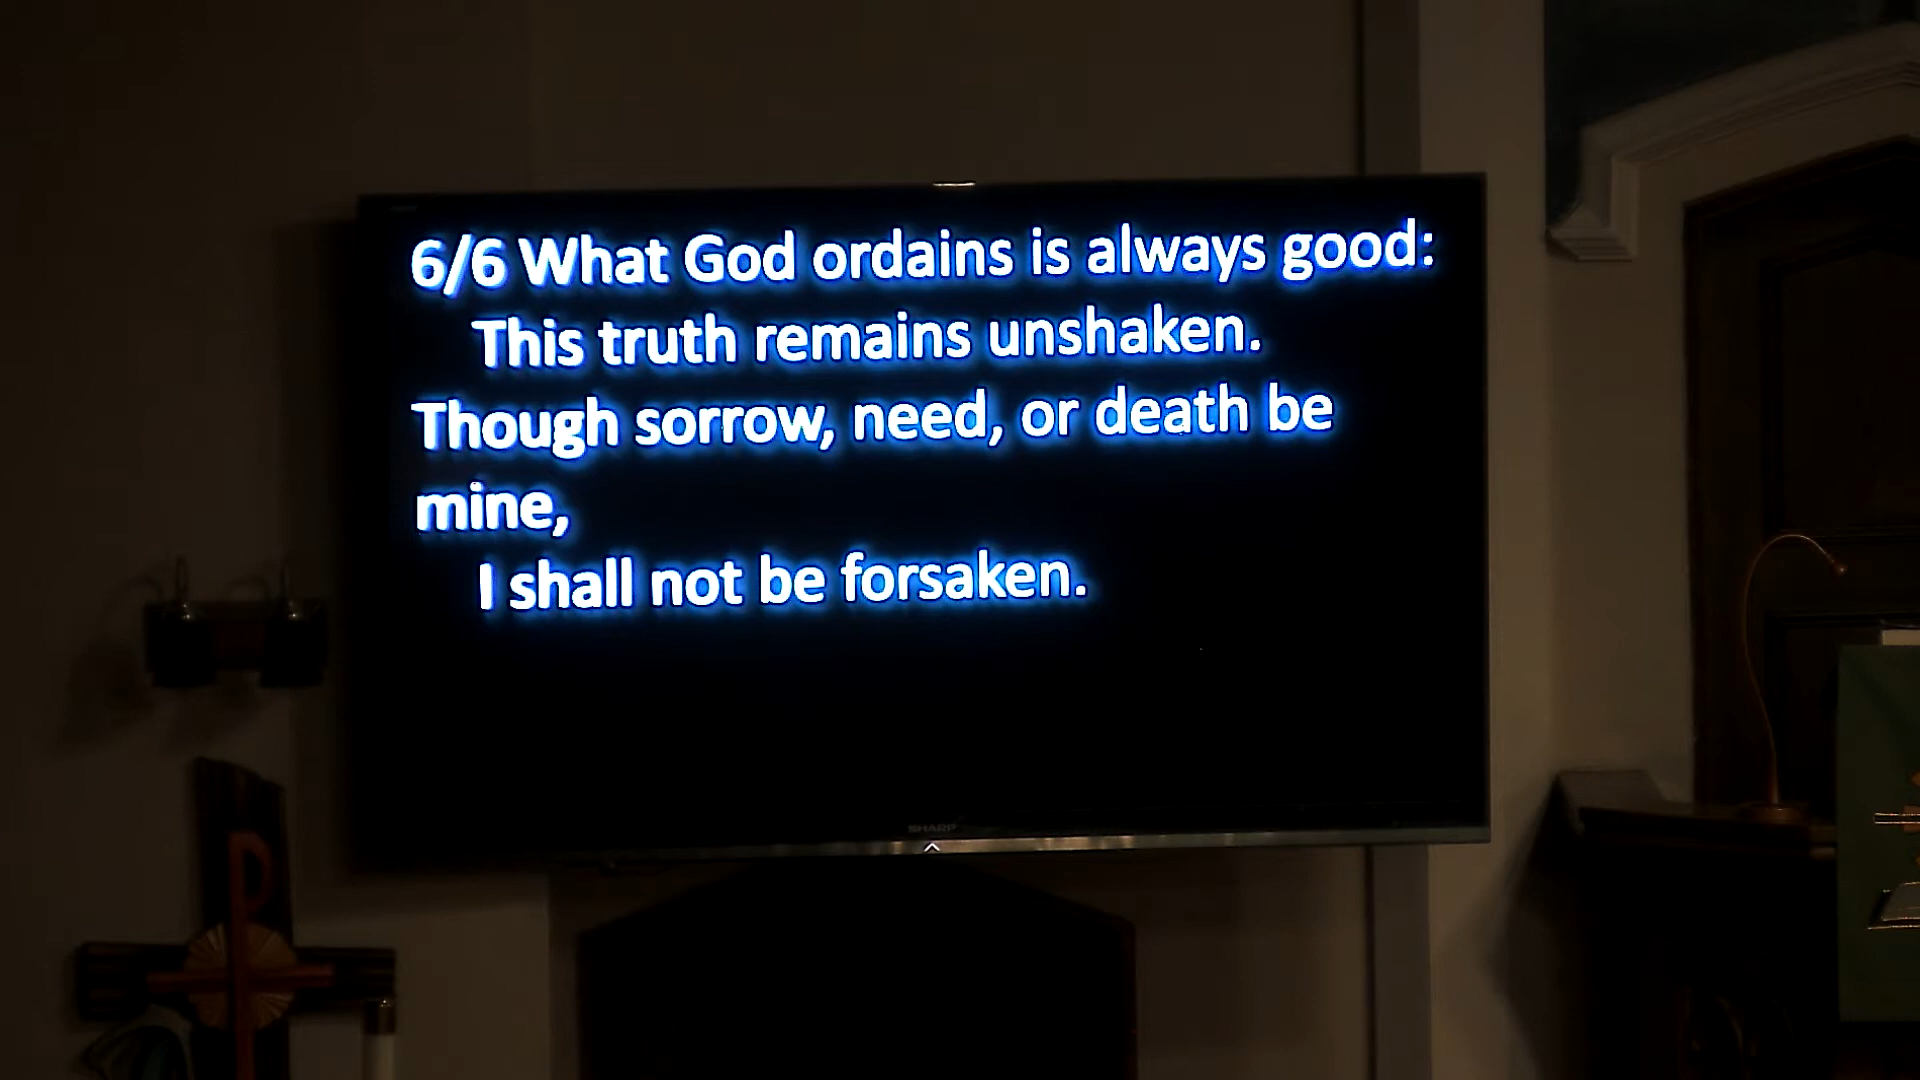 6/6 What God ordains is always good:
This truth remains unshaken.
Though sorrow, need, or death be
mine,
I shall not be forsaken.
SHARP